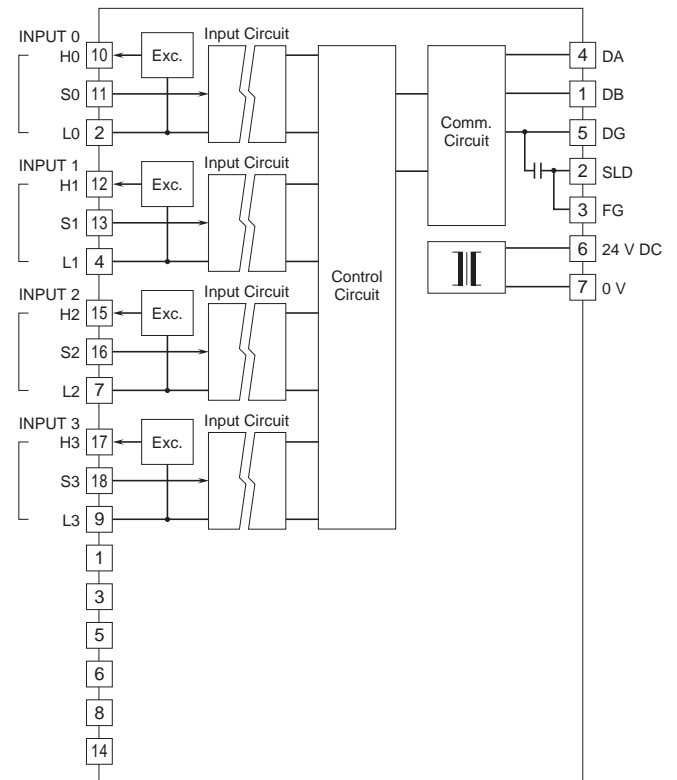 INPUT 0
H0 10 Exc. Input Circuit
S0 11
L0 2
INPUT 1
H1 12 Exc. Input Circuit
S1 13
L1 4
INPUT 2
H2 15 Exc. Input Circuit
S2 16
L2 7
INPUT 3
H3 17 Exc. Input Circuit
S3 18
L3 9
1
3
5
6
8
14
Control
Circuit
Comm.
Circuit
4 DA
1 DB
5 DG
2 SLD
3 FG
6 24 V DC
7 0 V